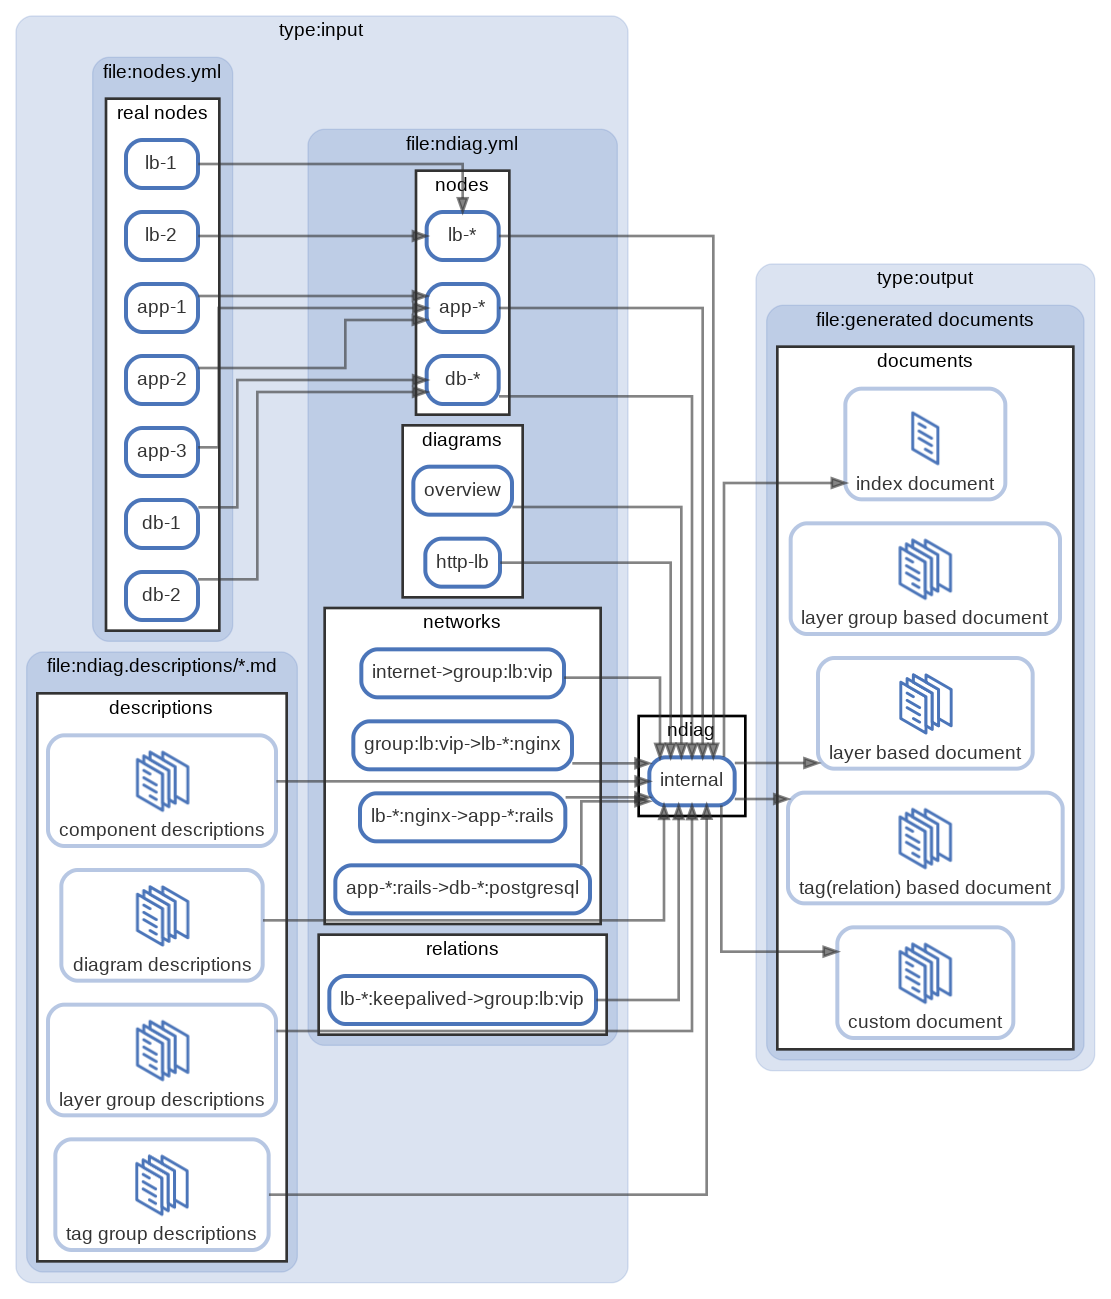 type:input
file:nodes.yml
real nodes
lb-1
lb-2
app-1
app-2
app-3
db-1
db-2
file:ndiag.descriptions/*.md
descriptions
component descriptions
diagram descriptions
layer group descriptions
tag group descriptions
file:ndiag.yml
nodes
lb-*
app-*
db-*
diagrams
overview
http-lb
networks
internet->group:lb:vip
group:lb:vip->lb-*:nginx
lb-*:nginx->app-*:rails
app-*:rails->db-*:postgresql
relations
lb-*:keepalived->group:lb:vip
ndiag
internal
type:output
file:generated documents
documents
index document
layer group based document
layer based document
tag(relation) based document
custom document